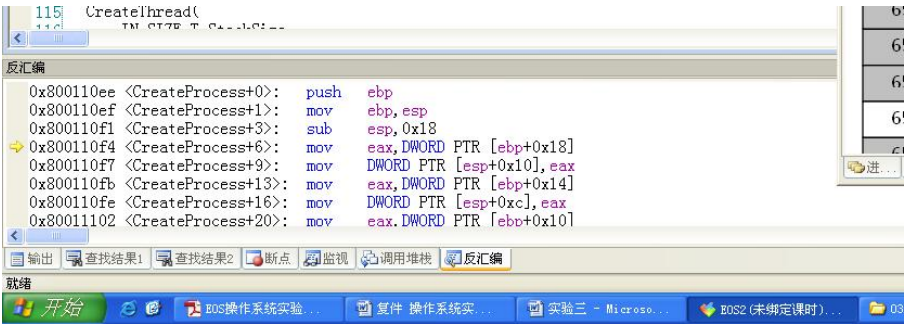 115 CreateThread(
反汇编
0x800110ee <CreateProcess+0>: push ebp
0x800110ef <CreateProcess+1>: mov ebp,esp
0x800110f1 <CreateProcess+3>: sub esp,0x18
0x800110f4 <CreateProcess+6>: mov eax,DWORD PTR [ebp+0x18]
0x800110f7 <CreateProcess+9>: mov DWORD PTR [esp+0x10],eax
0x800110fb <CreateProcess+13>: mov eax,DWORD PTR [ebp+0x14]
0x800110fe <CreateProcess+16>: mov DWORD PTR [esp+0xc],eax
0x80011102 <CreateProcess+20>: mov eax,DWORD PTR [ebp+0x10]
进...
输出 查找结果1 查找结果2 断点 监视 调用堆栈 反汇编
就绪
开始 EOS操作系统实验... 复件 操作系统实... 实验三 - Microso... EOS2(未绑定课时)... 03